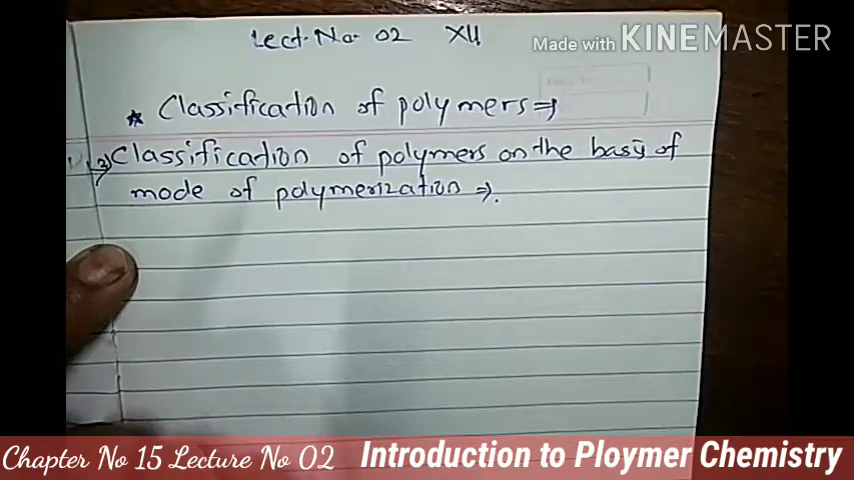 Lect. No. 02 XII
Made with KINEMASTER
* Classification of polymers ⇒
3) Classification of polymers on the basis of
mode of polymerization ⇒.
Chapter No 15 Lecture No 02 Introduction to Ploymer Chemistry